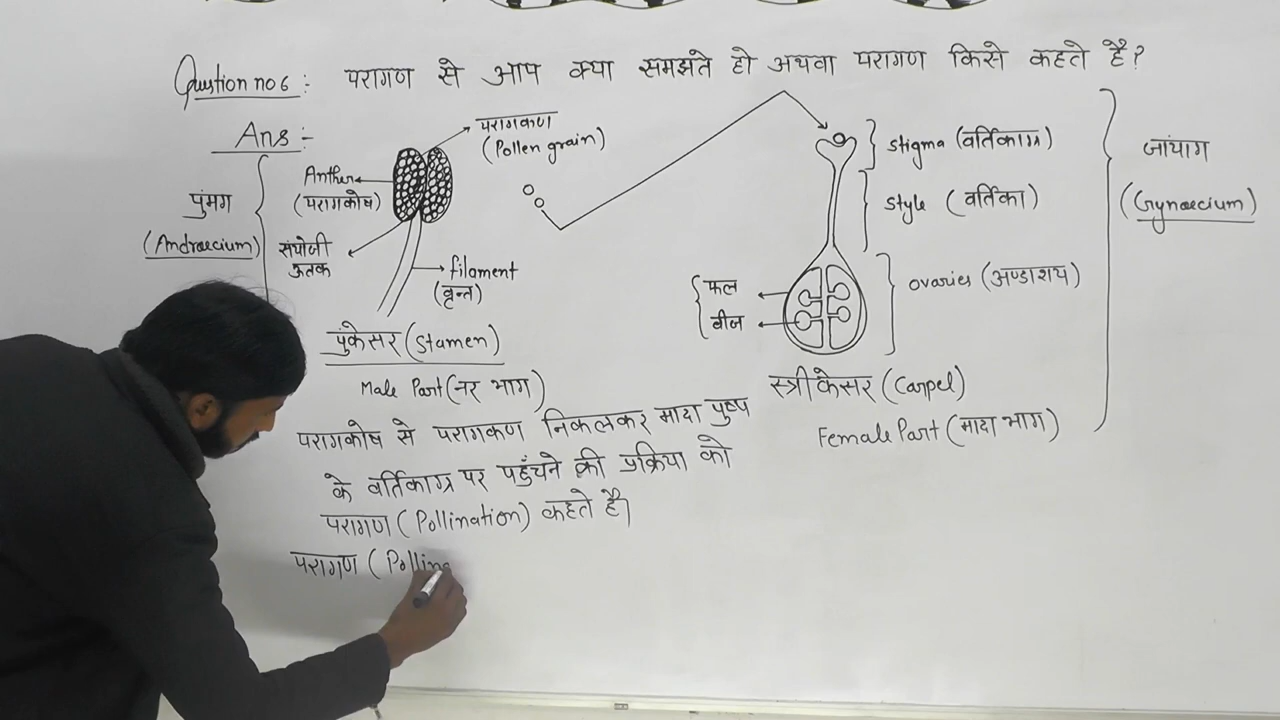 Question no 6 :- परागण से आप क्या समझते हो अथवा परागण किसे कहते है?
Ans :-
परागकण
(Pollen grain)
Anther
(परागकोष)
पुंमग
(Andraecium)
संयोजी
ऊतक
filament
(वृन्त)
पुंकेसर (Stamen)
Male Part (नर भाग)
Stigma (वर्तिकाग्र)
Style (वर्तिका)
जांयाग
(Gynaecium)
ovaries (अण्डाशय)
फल
बीज
स्त्रीकेसर (Carpel)
Female Part (मादा भाग)
परागकोष से परागकण निकलकर मादा पुष्प
के वर्तिकाग्र पर पहुँचने की प्रक्रिया को
परागण (Pollination) कहते है।
परागण (Pollina